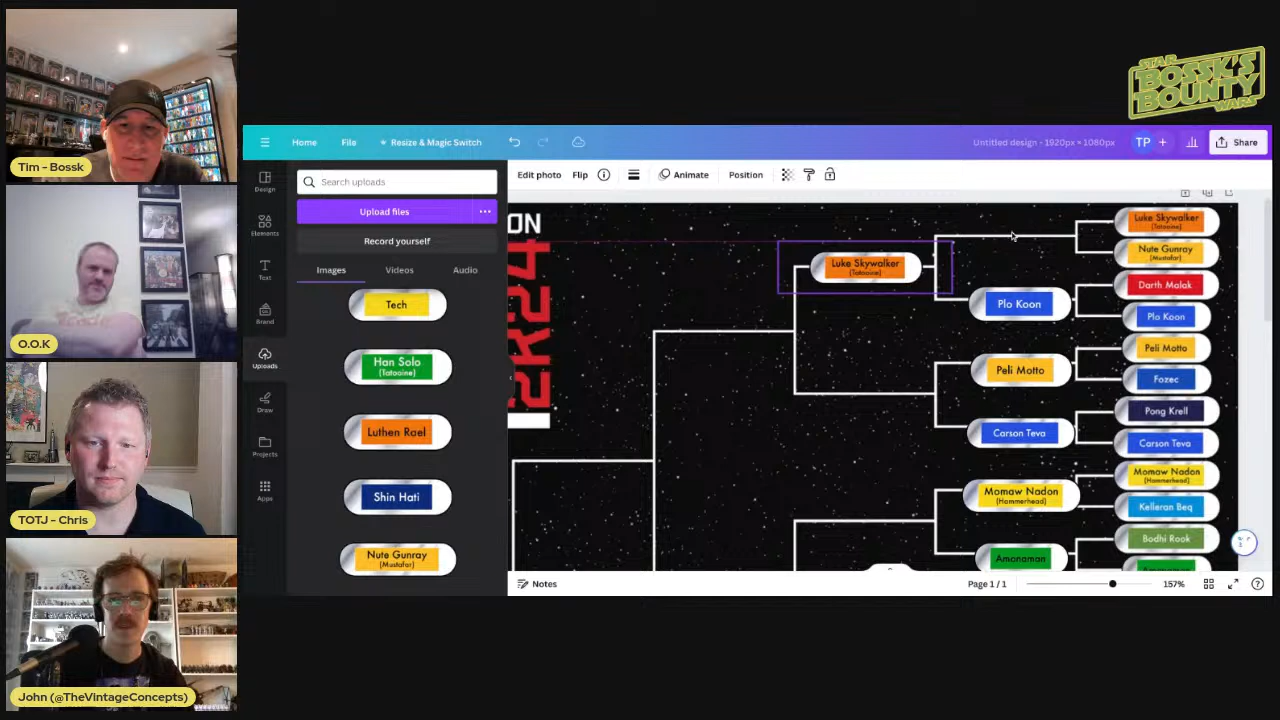 Tim - Bossk
O.O.K
TOTJ - Chris
John (@TheVintageConcepts)
STAR
BOSSK'S
BOUNTY
WARS
Home
File
Resize & Magic Switch
Untitled design - 1920px × 1080px
TP
+
Share
Design
Elements
Text
Brand
Uploads
Draw
Projects
Apps
Search uploads
Upload files
Record yourself
Images
Videos
Audio
Tech
Han Solo
(Tatooine)
Luthen Rael
Shin Hati
Nute Gunray
(Mustafar)
Edit photo
Flip
Animate
Position
ON
2K24
Luke Skywalker
(Tatooine)
Plo Koon
Peli Motto
Carson Teva
Momaw Nadon
(Hammerhead)
Amanaman
Luke Skywalker
(Tatooine)
Nute Gunray
(Mustafar)
Darth Malak
Plo Koon
Peli Motto
Fozec
Pong Krell
Carson Teva
Momaw Nadon
(Hammerhead)
Kelleran Beq
Bodhi Rook
Notes
Page 1 / 1
157%